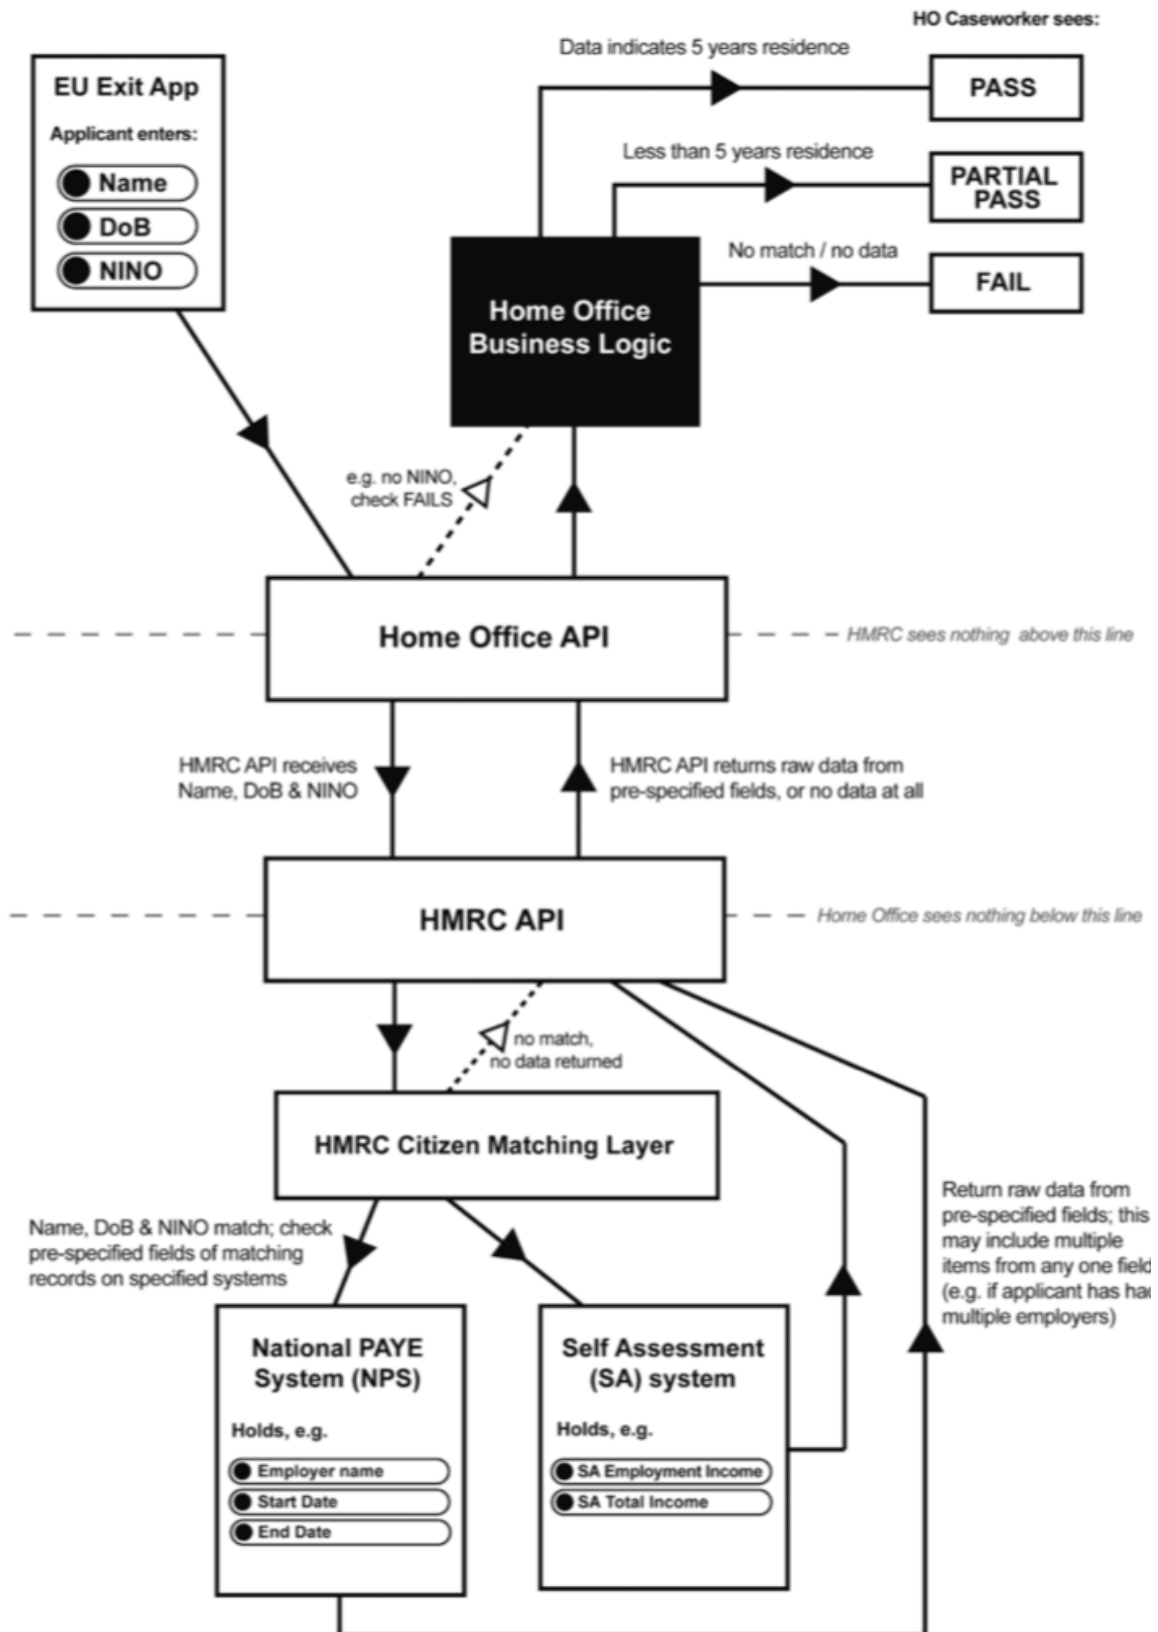 HO Caseworker sees:
Data indicates 5 years residence
PASS
Less than 5 years residence
PARTIAL
PASS
No match / no data
FAIL
EU Exit App
Applicant enters:
Name
DoB
NINO
Home Office
Business Logic
e.g. no NINO,
check FAILS
Home Office API
HMRC sees nothing above this line
HMRC API receives
Name, DoB & NINO
HMRC API returns raw data from
pre-specified fields, or no data at all
HMRC API
Home Office sees nothing below this line
no match,
no data returned
HMRC Citizen Matching Layer
Name, DoB & NINO match; check
pre-specified fields of matching
records on specified systems
Return raw data from
pre-specified fields; this
may include multiple
items from any one field
(e.g. if applicant has had
multiple employers)
National PAYE
System (NPS)
Holds, e.g.
Employer name
Start Date
End Date
Self Assessment
(SA) system
Holds, e.g.
SA Employment Income
SA Total Income